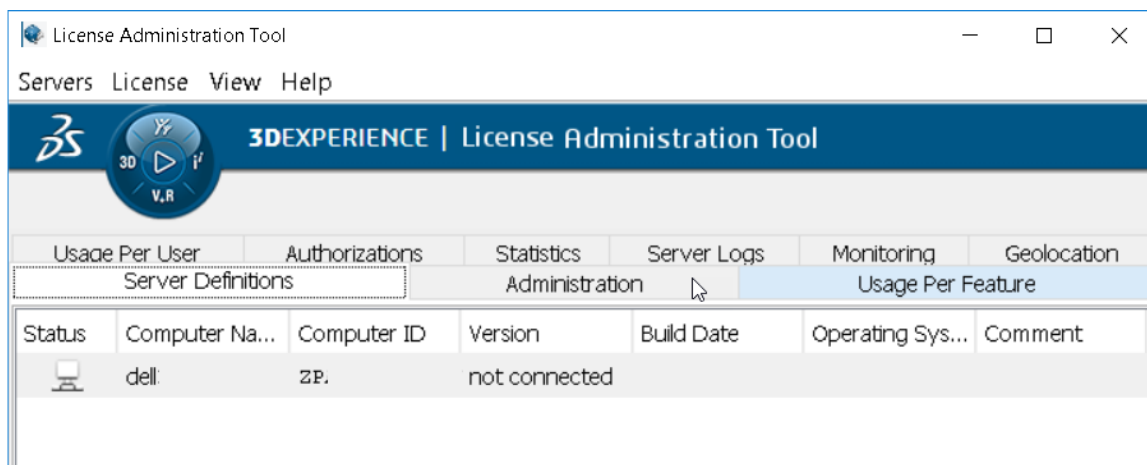 License Administration Tool
Servers License View Help
3DEXPERIENCE | License Administration Tool
3D
V.R
Usage Per User Authorizations Statistics Server Logs Monitoring Geolocation
Server Definitions Administration Usage Per Feature
Status Computer Na... Computer ID Version Build Date Operating Sys... Comment
dell ZP. not connected